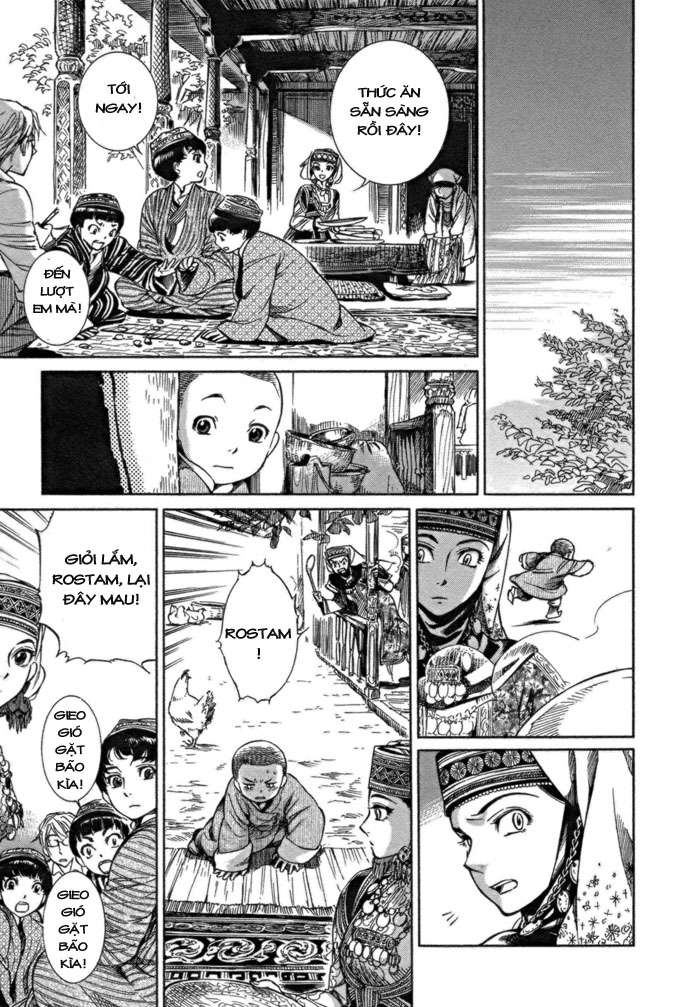 THỨC ĂN
SẴN SÀNG
RỒI ĐÂY!
TỚI
NGAY!
ĐẾN
LƯỢT
EM MÀ!
ROSTAM
!
GIỎI LẮM,
ROSTAM, LẠI
ĐÂY MAU!
GIEO
GIÓ
GẶT
BÃO
KÌA!
GIEO
GIÓ
GẶT
BÃO
KÌA!